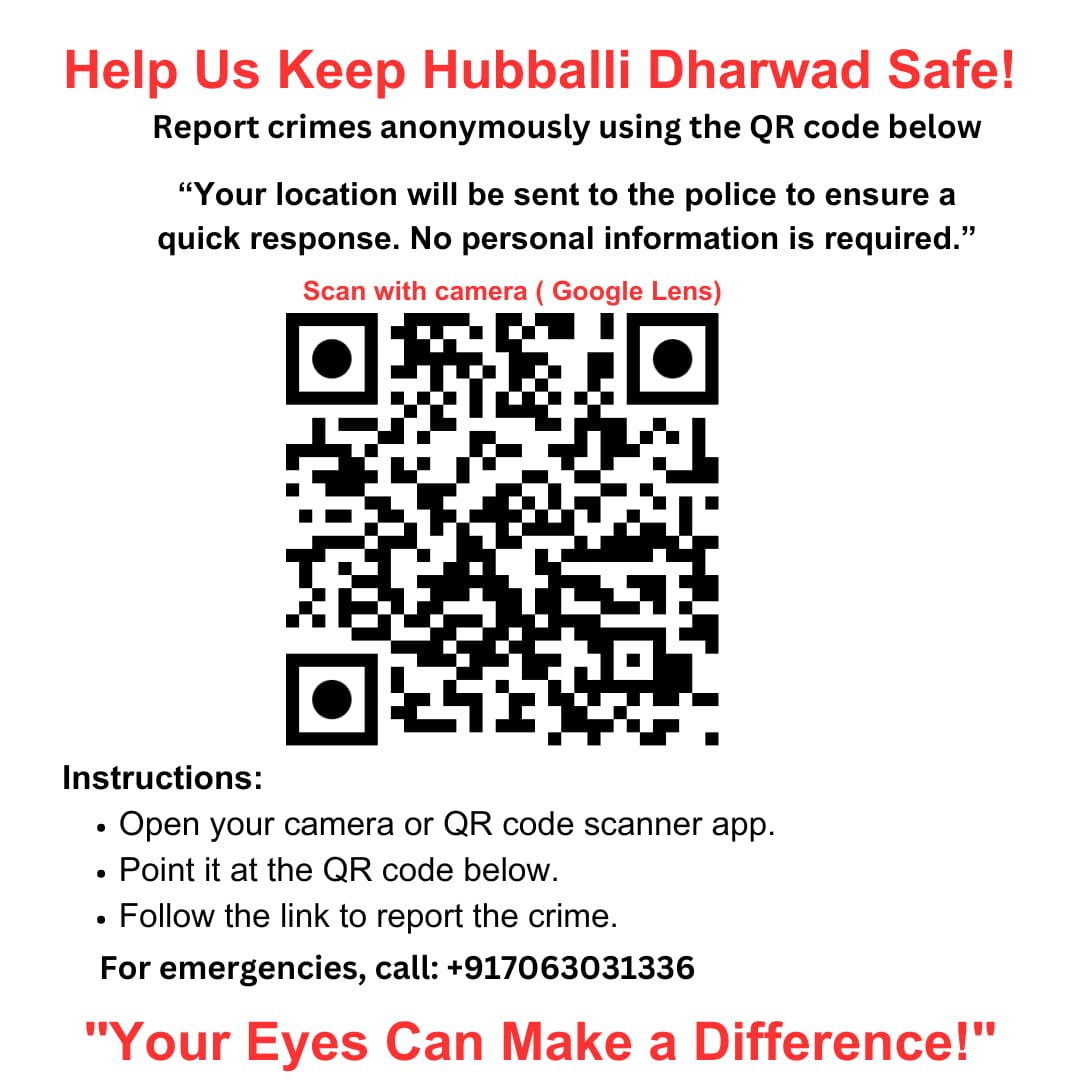 Help Us Keep Hubballi Dharwad Safe!
Report crimes anonymously using the QR code below
“Your location will be sent to the police to ensure a
quick response. No personal information is required.”
Scan with camera ( Google Lens)
Instructions:
• Open your camera or QR code scanner app.
• Point it at the QR code below.
• Follow the link to report the crime.
For emergencies, call: +917063031336
"Your Eyes Can Make a Difference!"